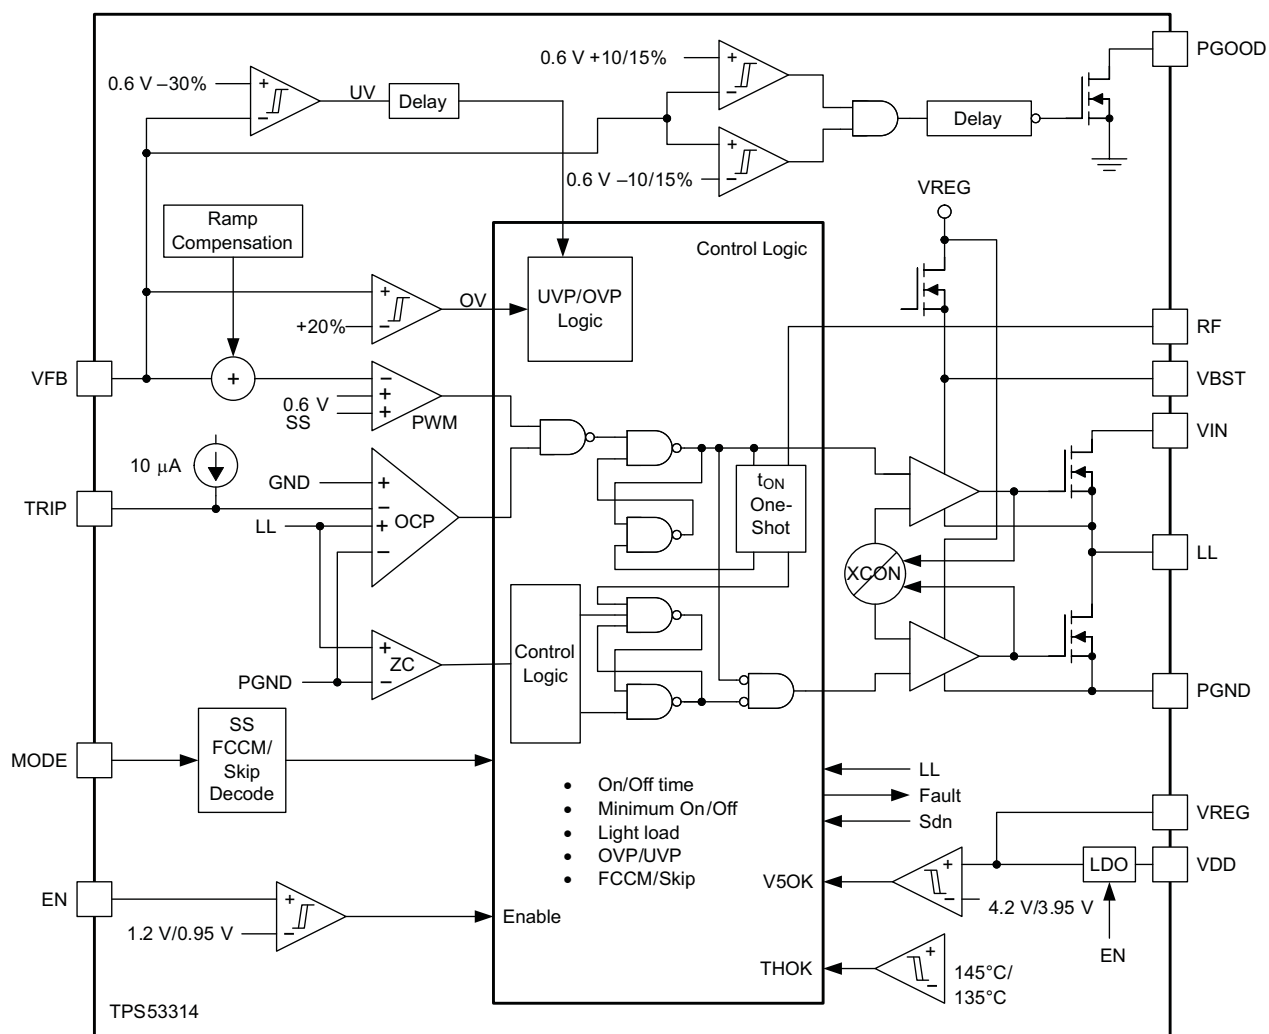 PGOOD
0.6 V +10/15%
0.6 V –30%
+
–
UV
Delay
+
–
Delay
+
–
0.6 V –10/15%
VREG
Ramp
Compensation
Control Logic
+
–
OV
+20%
UVP/OVP
Logic
RF
VFB
+
–
+
+
0.6 V
SS
PWM
VBST
VIN
10 μA
GND
TRIP
LL
+
–
+
–
OCP
tON
One-
Shot
XCON
LL
Control
Logic
+
–
ZC
PGND
PGND
MODE
SS
FCCM/
Skip
Decode
• On/Off time
• Minimum On/Off
• Light load
• OVP/UVP
• FCCM/Skip
LL
Fault
Sdn
VREG
LDO
VDD
EN
+
–
1.2 V/0.95 V
Enable
V5OK
+
–
4.2 V/3.95 V
EN
THOK
+
–
145°C/
135°C
TPS53314